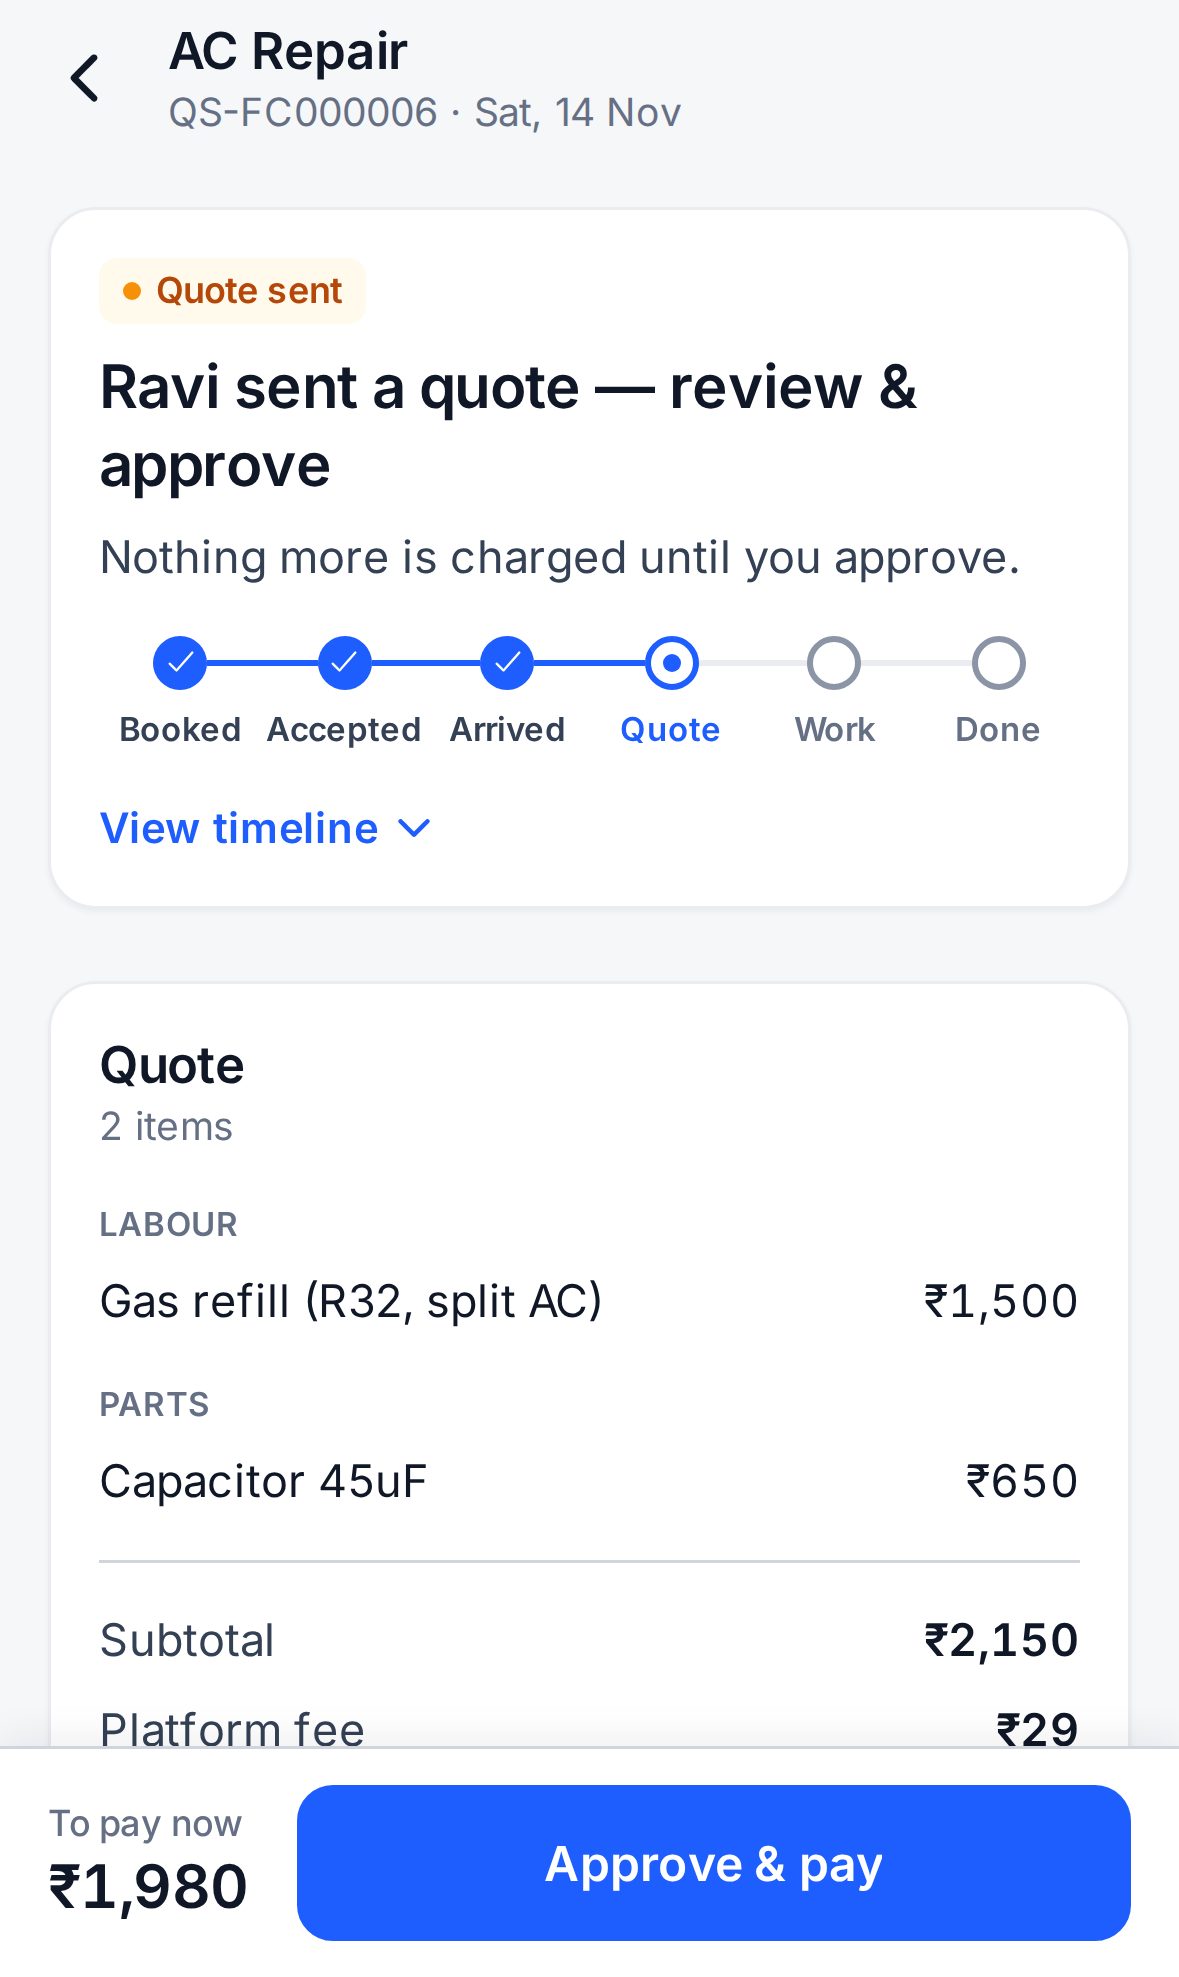 AC Repair
QS-FC000006 · Sat, 14 Nov
Quote sent
Ravi sent a quote — review &
approve
Nothing more is charged until you approve.
Booked Accepted Arrived Quote Work Done
View timeline
Quote
2 items
LABOUR
Gas refill (R32, split AC) ₹1,500
PARTS
Capacitor 45uF ₹650
Subtotal ₹2,150
Platform fee ₹29
To pay now
₹1,980
Approve & pay